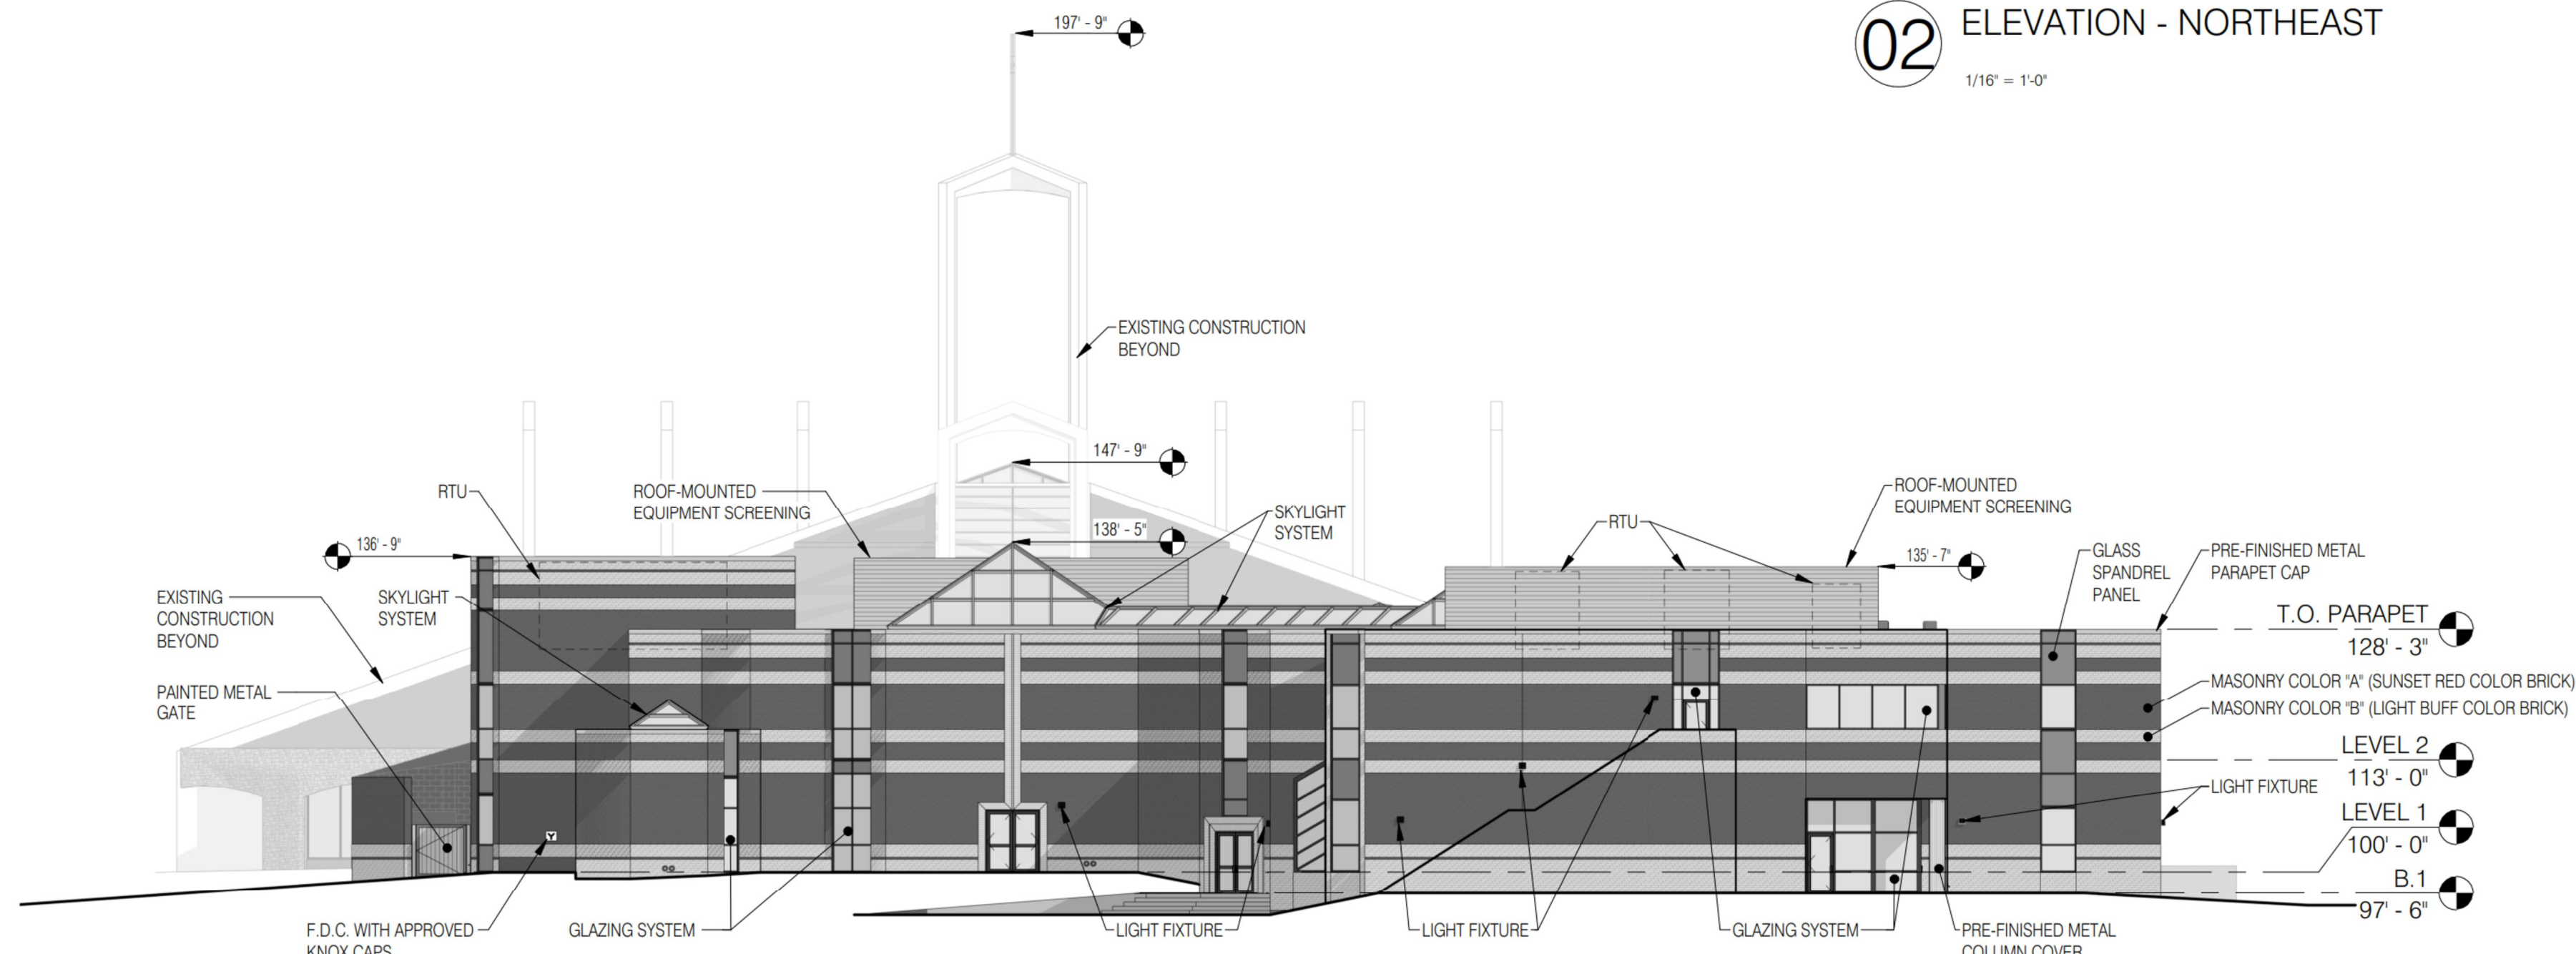 197' - 9"
02
ELEVATION - NORTHEAST
1/16" = 1'-0"
EXISTING CONSTRUCTION
BEYOND
147' - 9"
RTU
ROOF-MOUNTED
EQUIPMENT SCREENING
SKYLIGHT
SYSTEM
138' - 5"
136' - 9"
RTU
ROOF-MOUNTED
EQUIPMENT SCREENING
135' - 7"
GLASS
SPANDREL
PANEL
PRE-FINISHED METAL
PARAPET CAP
EXISTING
CONSTRUCTION
BEYOND
SKYLIGHT
SYSTEM
T.O. PARAPET
128' - 3"
PAINTED METAL
GATE
MASONRY COLOR "A" (SUNSET RED COLOR BRICK)
MASONRY COLOR "B" (LIGHT BUFF COLOR BRICK)
LEVEL 2
113' - 0"
LIGHT FIXTURE
LEVEL 1
100' - 0"
Y
B.1
97' - 6"
F.D.C. WITH APPROVED
KNOX CAPS
GLAZING SYSTEM
LIGHT FIXTURE
LIGHT FIXTURE
GLAZING SYSTEM
PRE-FINISHED METAL
COLUMN COVER